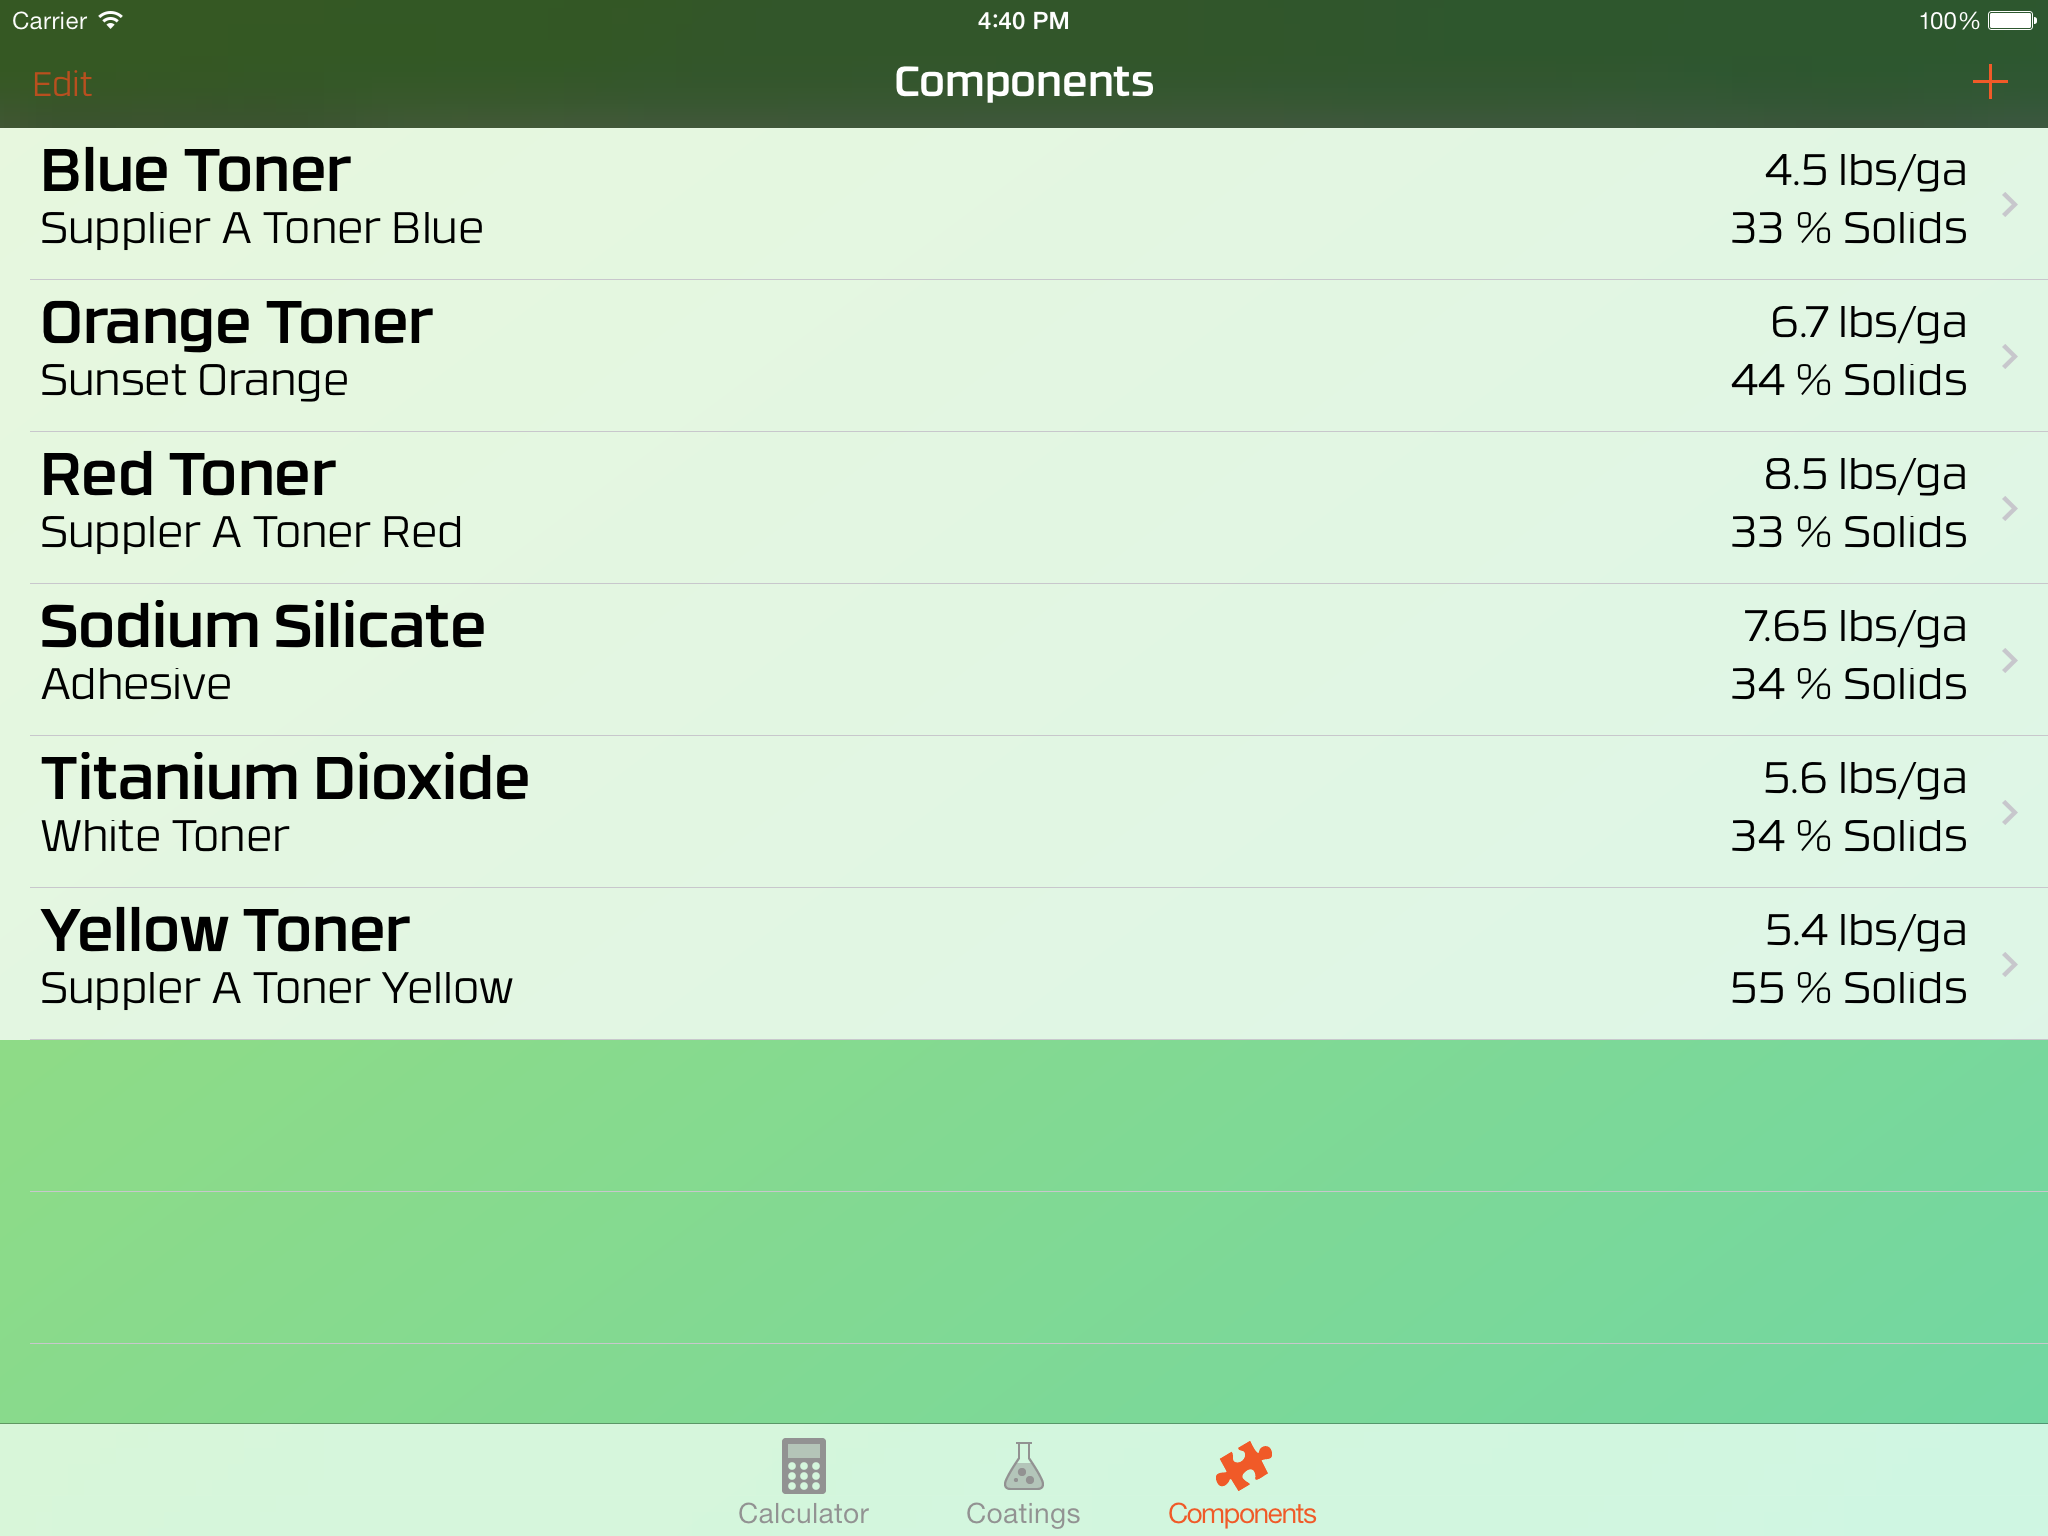 Carrier 4:40 PM 100%
Edit Components +
Blue Toner 4.5 lbs/ga
Supplier A Toner Blue 33 % Solids
Orange Toner 6.7 lbs/ga
Sunset Orange 44 % Solids
Red Toner 8.5 lbs/ga
Suppler A Toner Red 33 % Solids
Sodium Silicate 7.65 lbs/ga
Adhesive 34 % Solids
Titanium Dioxide 5.6 lbs/ga
White Toner 34 % Solids
Yellow Toner 5.4 lbs/ga
Suppler A Toner Yellow 55 % Solids
Calculator Coatings Components